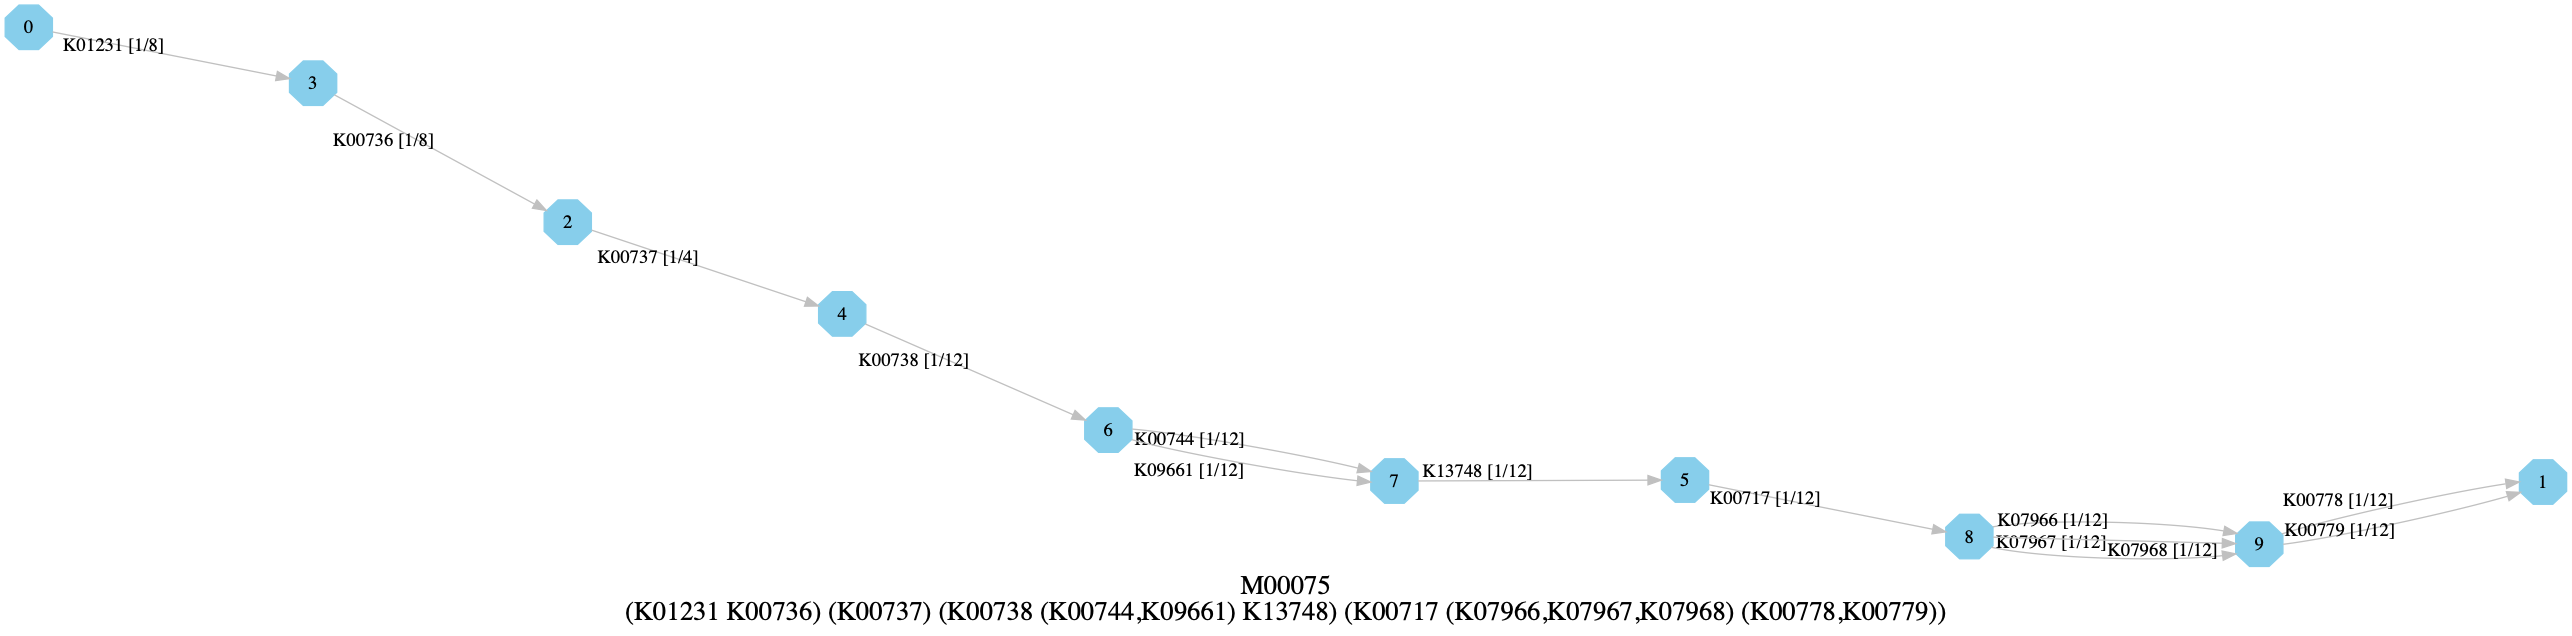 0
K01231 [1/8]
3
K00736 [1/8]
2
K00737 [1/4]
4
K00738 [1/12]
6
K00744 [1/12]
K09661 [1/12]
7
K13748 [1/12]
5
K00717 [1/12]
8
K07966 [1/12]
K07967 [1/12]
K07968 [1/12]
9
K00778 [1/12]
K00779 [1/12]
1
M00075
(K01231 K00736) (K00737) (K00738 (K00744,K09661) K13748) (K00717 (K07966,K07967,K07968) (K00778,K00779))